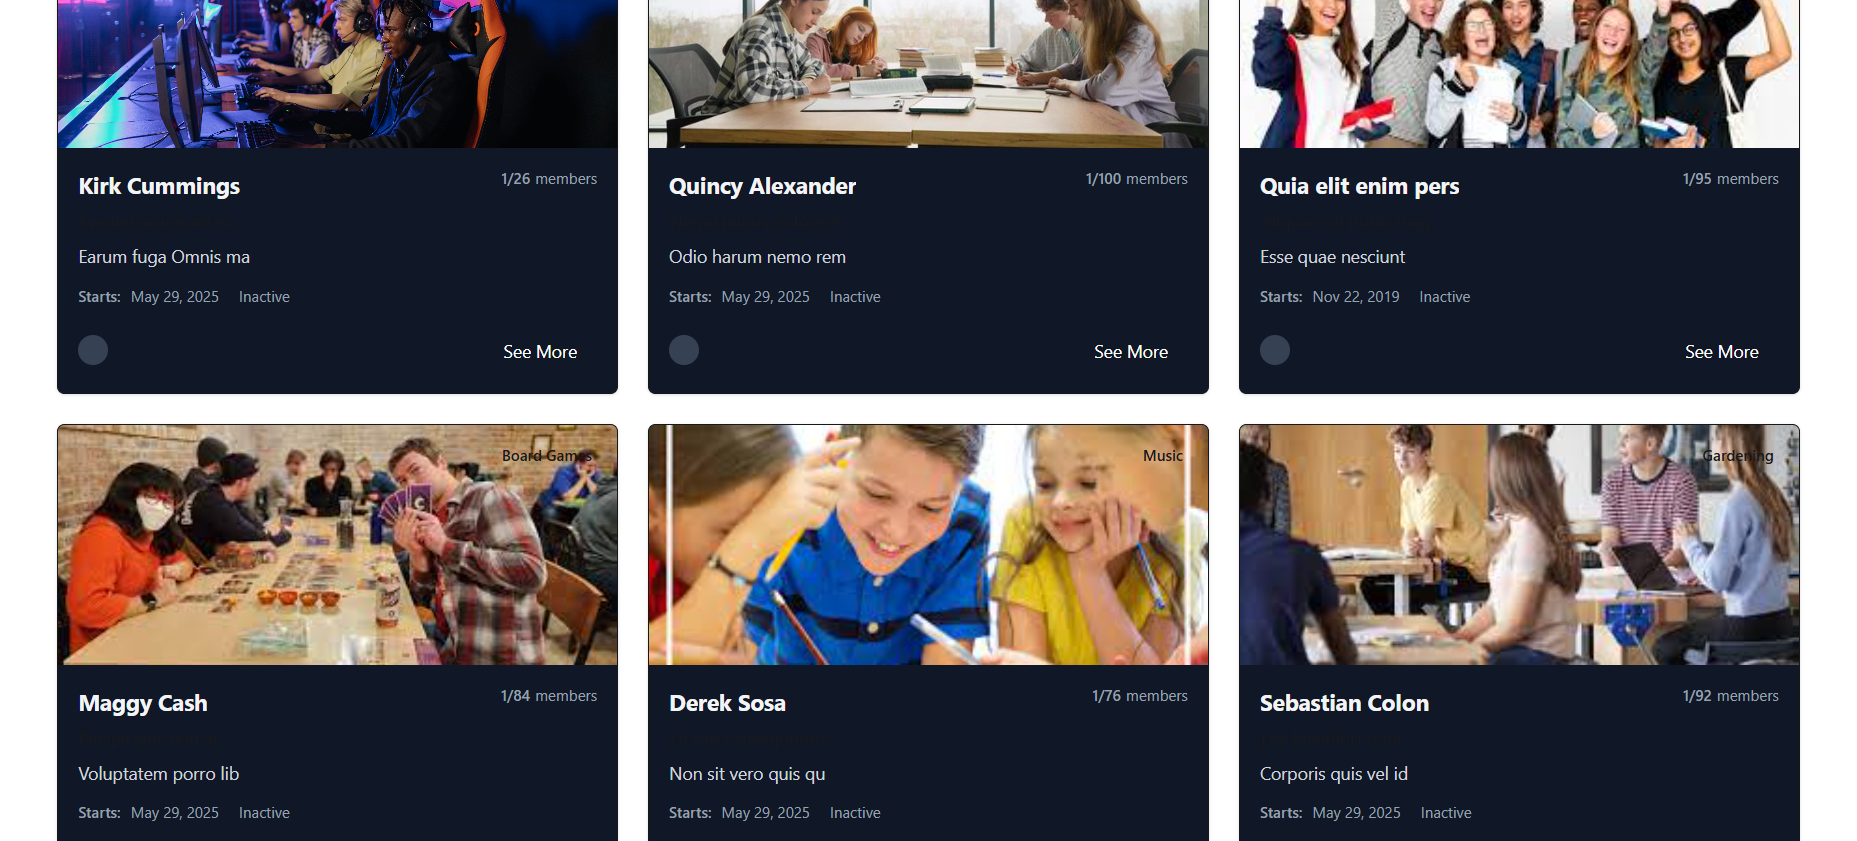 Kirk Cummings
1/26 members
Earum fuga Omnis ma
Starts: May 29, 2025 Inactive
See More
Quincy Alexander
1/100 members
Odio harum nemo rem
Starts: May 29, 2025 Inactive
See More
Quia elit enim pers
1/95 members
Esse quae nesciunt
Starts: Nov 22, 2019 Inactive
See More
Board Games
Maggy Cash
1/84 members
Voluptatem porro lib
Starts: May 29, 2025 Inactive
Music
Derek Sosa
1/76 members
Non sit vero quis qu
Starts: May 29, 2025 Inactive
Gardening
Sebastian Colon
1/92 members
Corporis quis vel id
Starts: May 29, 2025 Inactive